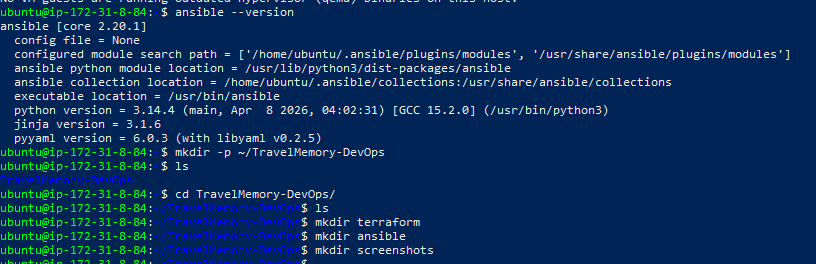 No VM guests are running outdated hypervisor (qemu) binaries on this host.
ubuntu@ip-172-31-8-84:~$ ansible --version
ansible [core 2.20.1]
  config file = None
  configured module search path = ['/home/ubuntu/.ansible/plugins/modules', '/usr/share/ansible/plugins/modules']
  ansible python module location = /usr/lib/python3/dist-packages/ansible
  ansible collection location = /home/ubuntu/.ansible/collections:/usr/share/ansible/collections
  executable location = /usr/bin/ansible
  python version = 3.14.4 (main, Apr  8 2026, 04:02:31) [GCC 15.2.0] (/usr/bin/python3)
  jinja version = 3.1.6
  pyyaml version = 6.0.3 (with libyaml v0.2.5)
ubuntu@ip-172-31-8-84:~$ mkdir -p ~/TravelMemory-DevOps
ubuntu@ip-172-31-8-84:~$ ls
TravelMemory-DevOps
ubuntu@ip-172-31-8-84:~$ cd TravelMemory-DevOps/
ubuntu@ip-172-31-8-84:~/TravelMemory-DevOps$ ls
ubuntu@ip-172-31-8-84:~/TravelMemory-DevOps$ mkdir terraform
ubuntu@ip-172-31-8-84:~/TravelMemory-DevOps$ mkdir ansible
ubuntu@ip-172-31-8-84:~/TravelMemory-DevOps$ mkdir screenshots
ubuntu@ip-172-31-8-84:~/TravelMemory-DevOps$